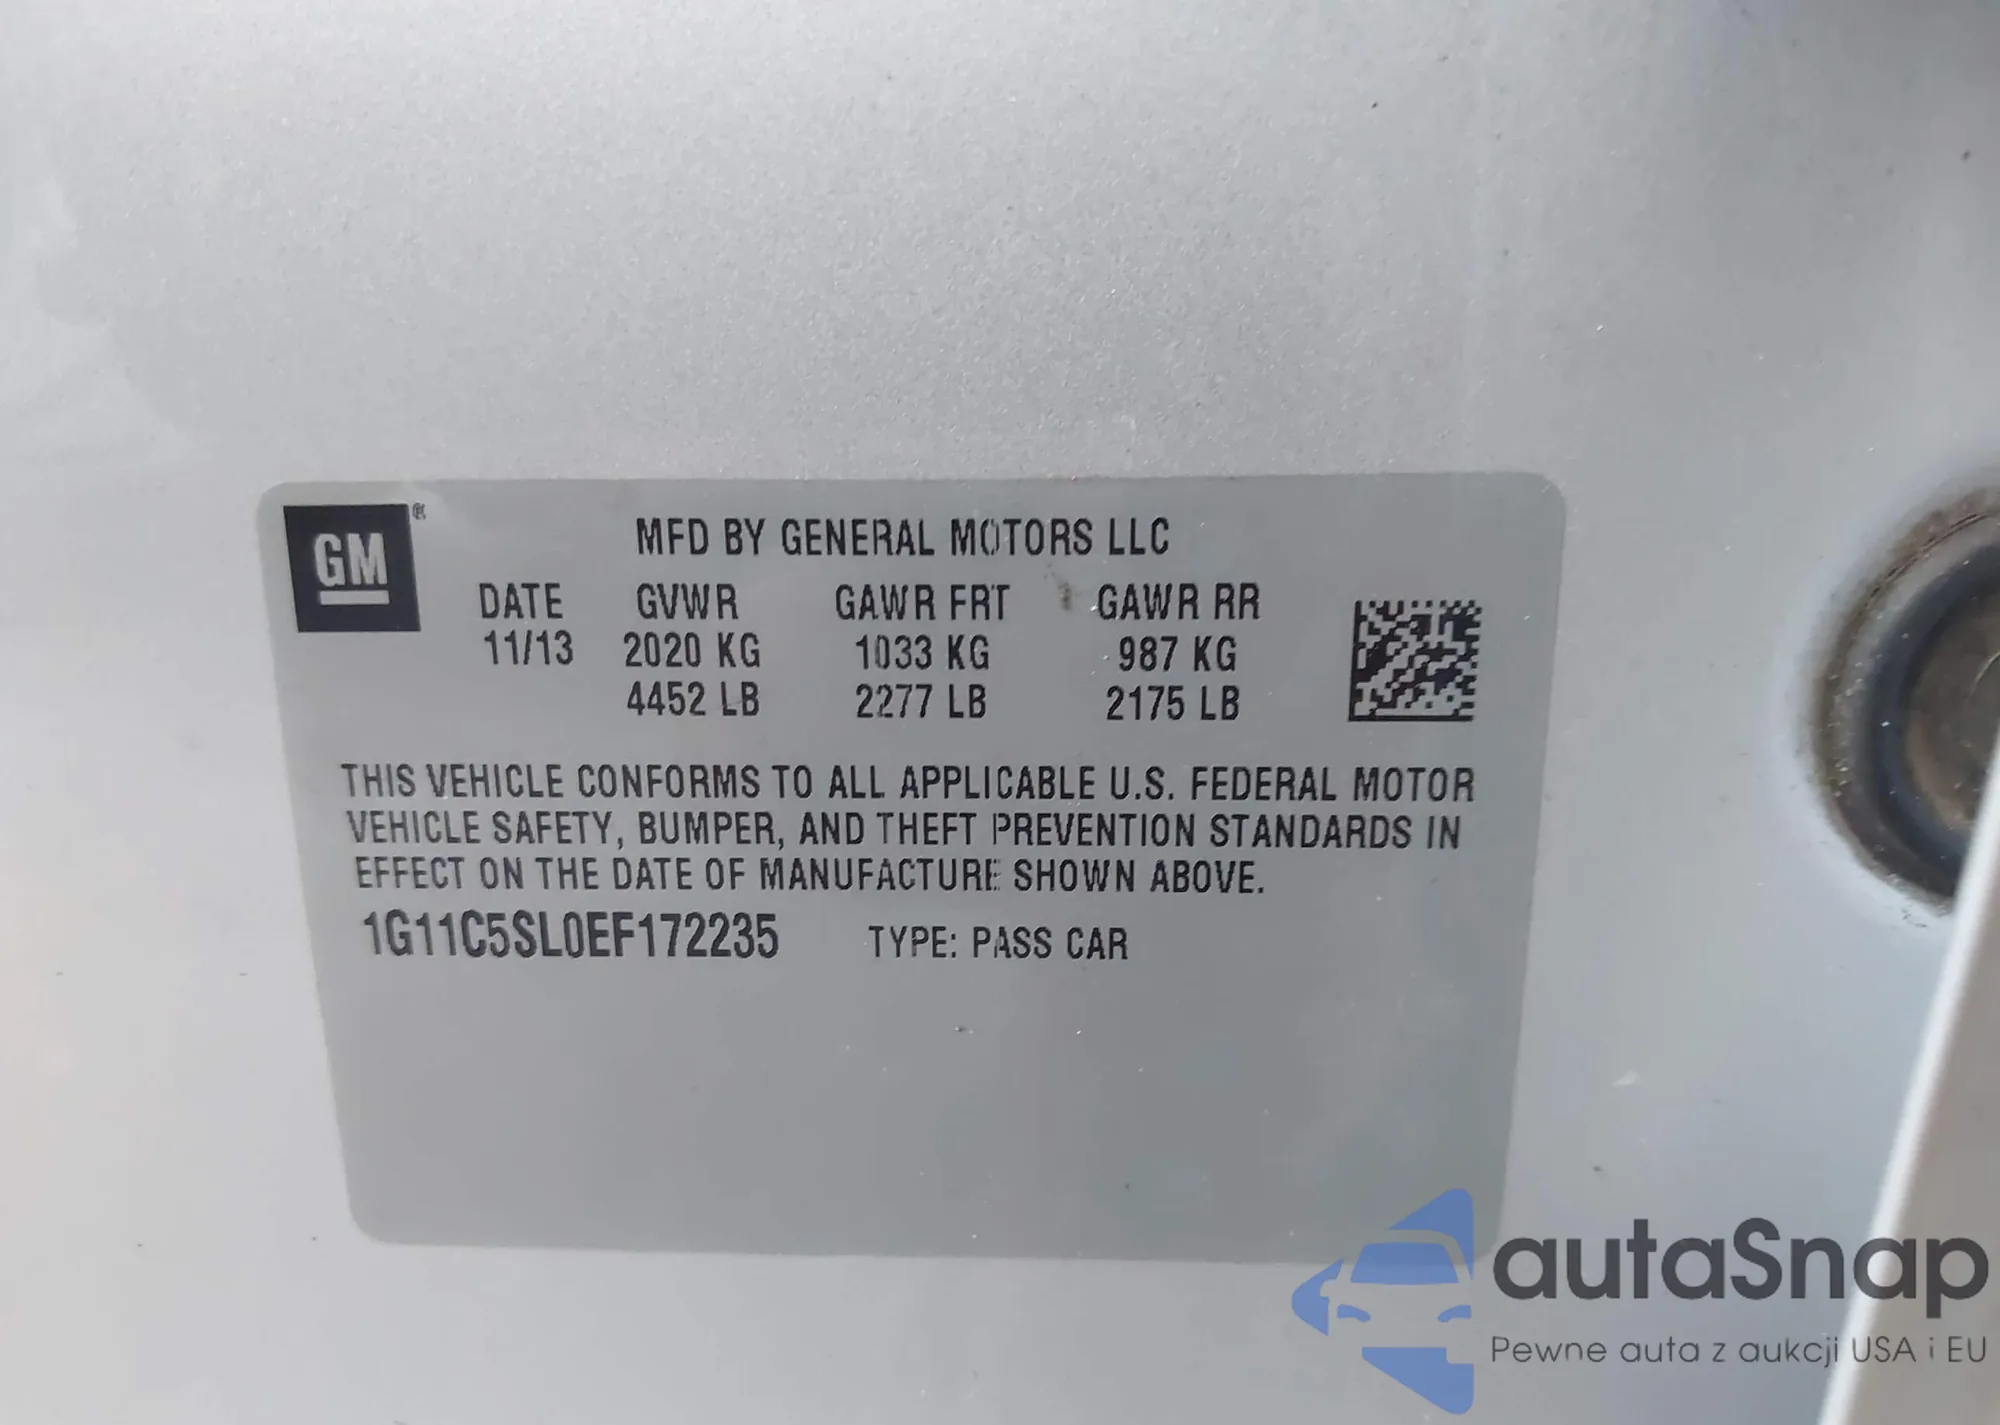 GM®
MFD BY GENERAL MOTORS LLC
DATE GVWR GAWR FRT GAWR RR
11/13 2020 KG 1033 KG 987 KG
4452 LB 2277 LB 2175 LB
THIS VEHICLE CONFORMS TO ALL APPLICABLE U.S. FEDERAL MOTOR
VEHICLE SAFETY, BUMPER, AND THEFT PREVENTION STANDARDS IN
EFFECT ON THE DATE OF MANUFACTURE SHOWN ABOVE.
1G11C5SL0EF172235 TYPE: PASS CAR
autaSnap
Pewne auta z aukcji USA i EU